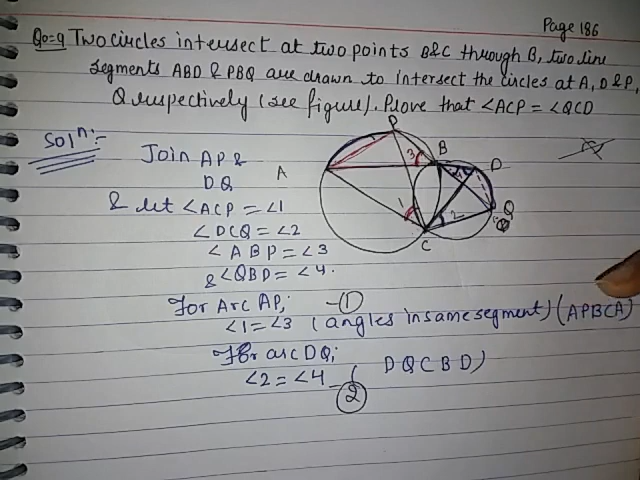 Page 186
Qo=9 Two circles intersect at two points B&C through B, two line
segments ABD & PBQ are drawn to intersect the circles at A, D & P,
Q respectively (see figure). Prove that <ACP = <QCD
Soln:-
Join AP &
DQ
& let <ACP = <1
<DCQ = <2
<ABP = <3
& <QBD = <4.
P
B
D
A
3
1
2
Q
C
For Arc AP; -(1)
<1 = <3 (angles in same segment) (APBCA)
For arc DQ;
<2 = <4 - (2) ( DQCBD)